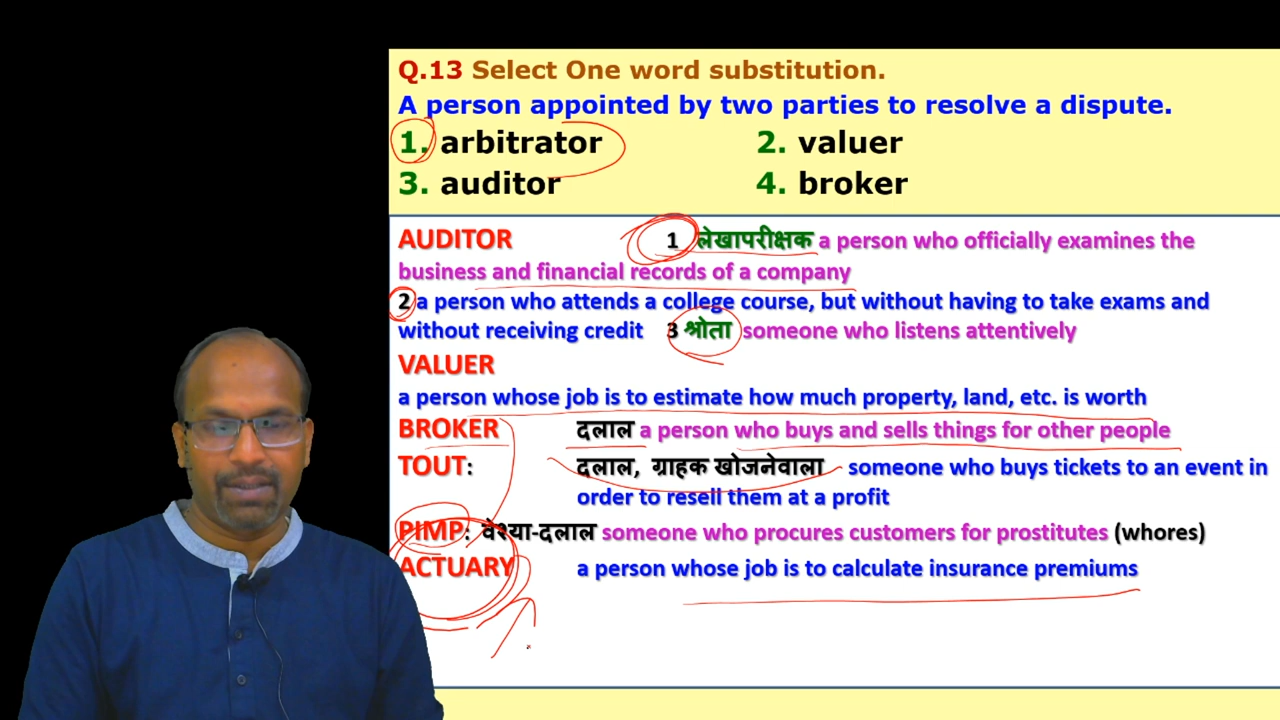 Q.13 Select One word substitution.
A person appointed by two parties to resolve a dispute.
1. arbitrator 2. valuer
3. auditor 4. broker
AUDITOR 1 लेखापरीक्षक a person who officially examines the
business and financial records of a company
2 a person who attends a college course, but without having to take exams and
without receiving credit 3 श्रोता someone who listens attentively
VALUER
a person whose job is to estimate how much property, land, etc. is worth
BROKER दलाल a person who buys and sells things for other people
TOUT: दलाल, ग्राहक खोजनेवाला someone who buys tickets to an event in
order to resell them at a profit
PIMP: वेश्या-दलाल someone who procures customers for prostitutes (whores)
ACTUARY a person whose job is to calculate insurance premiums